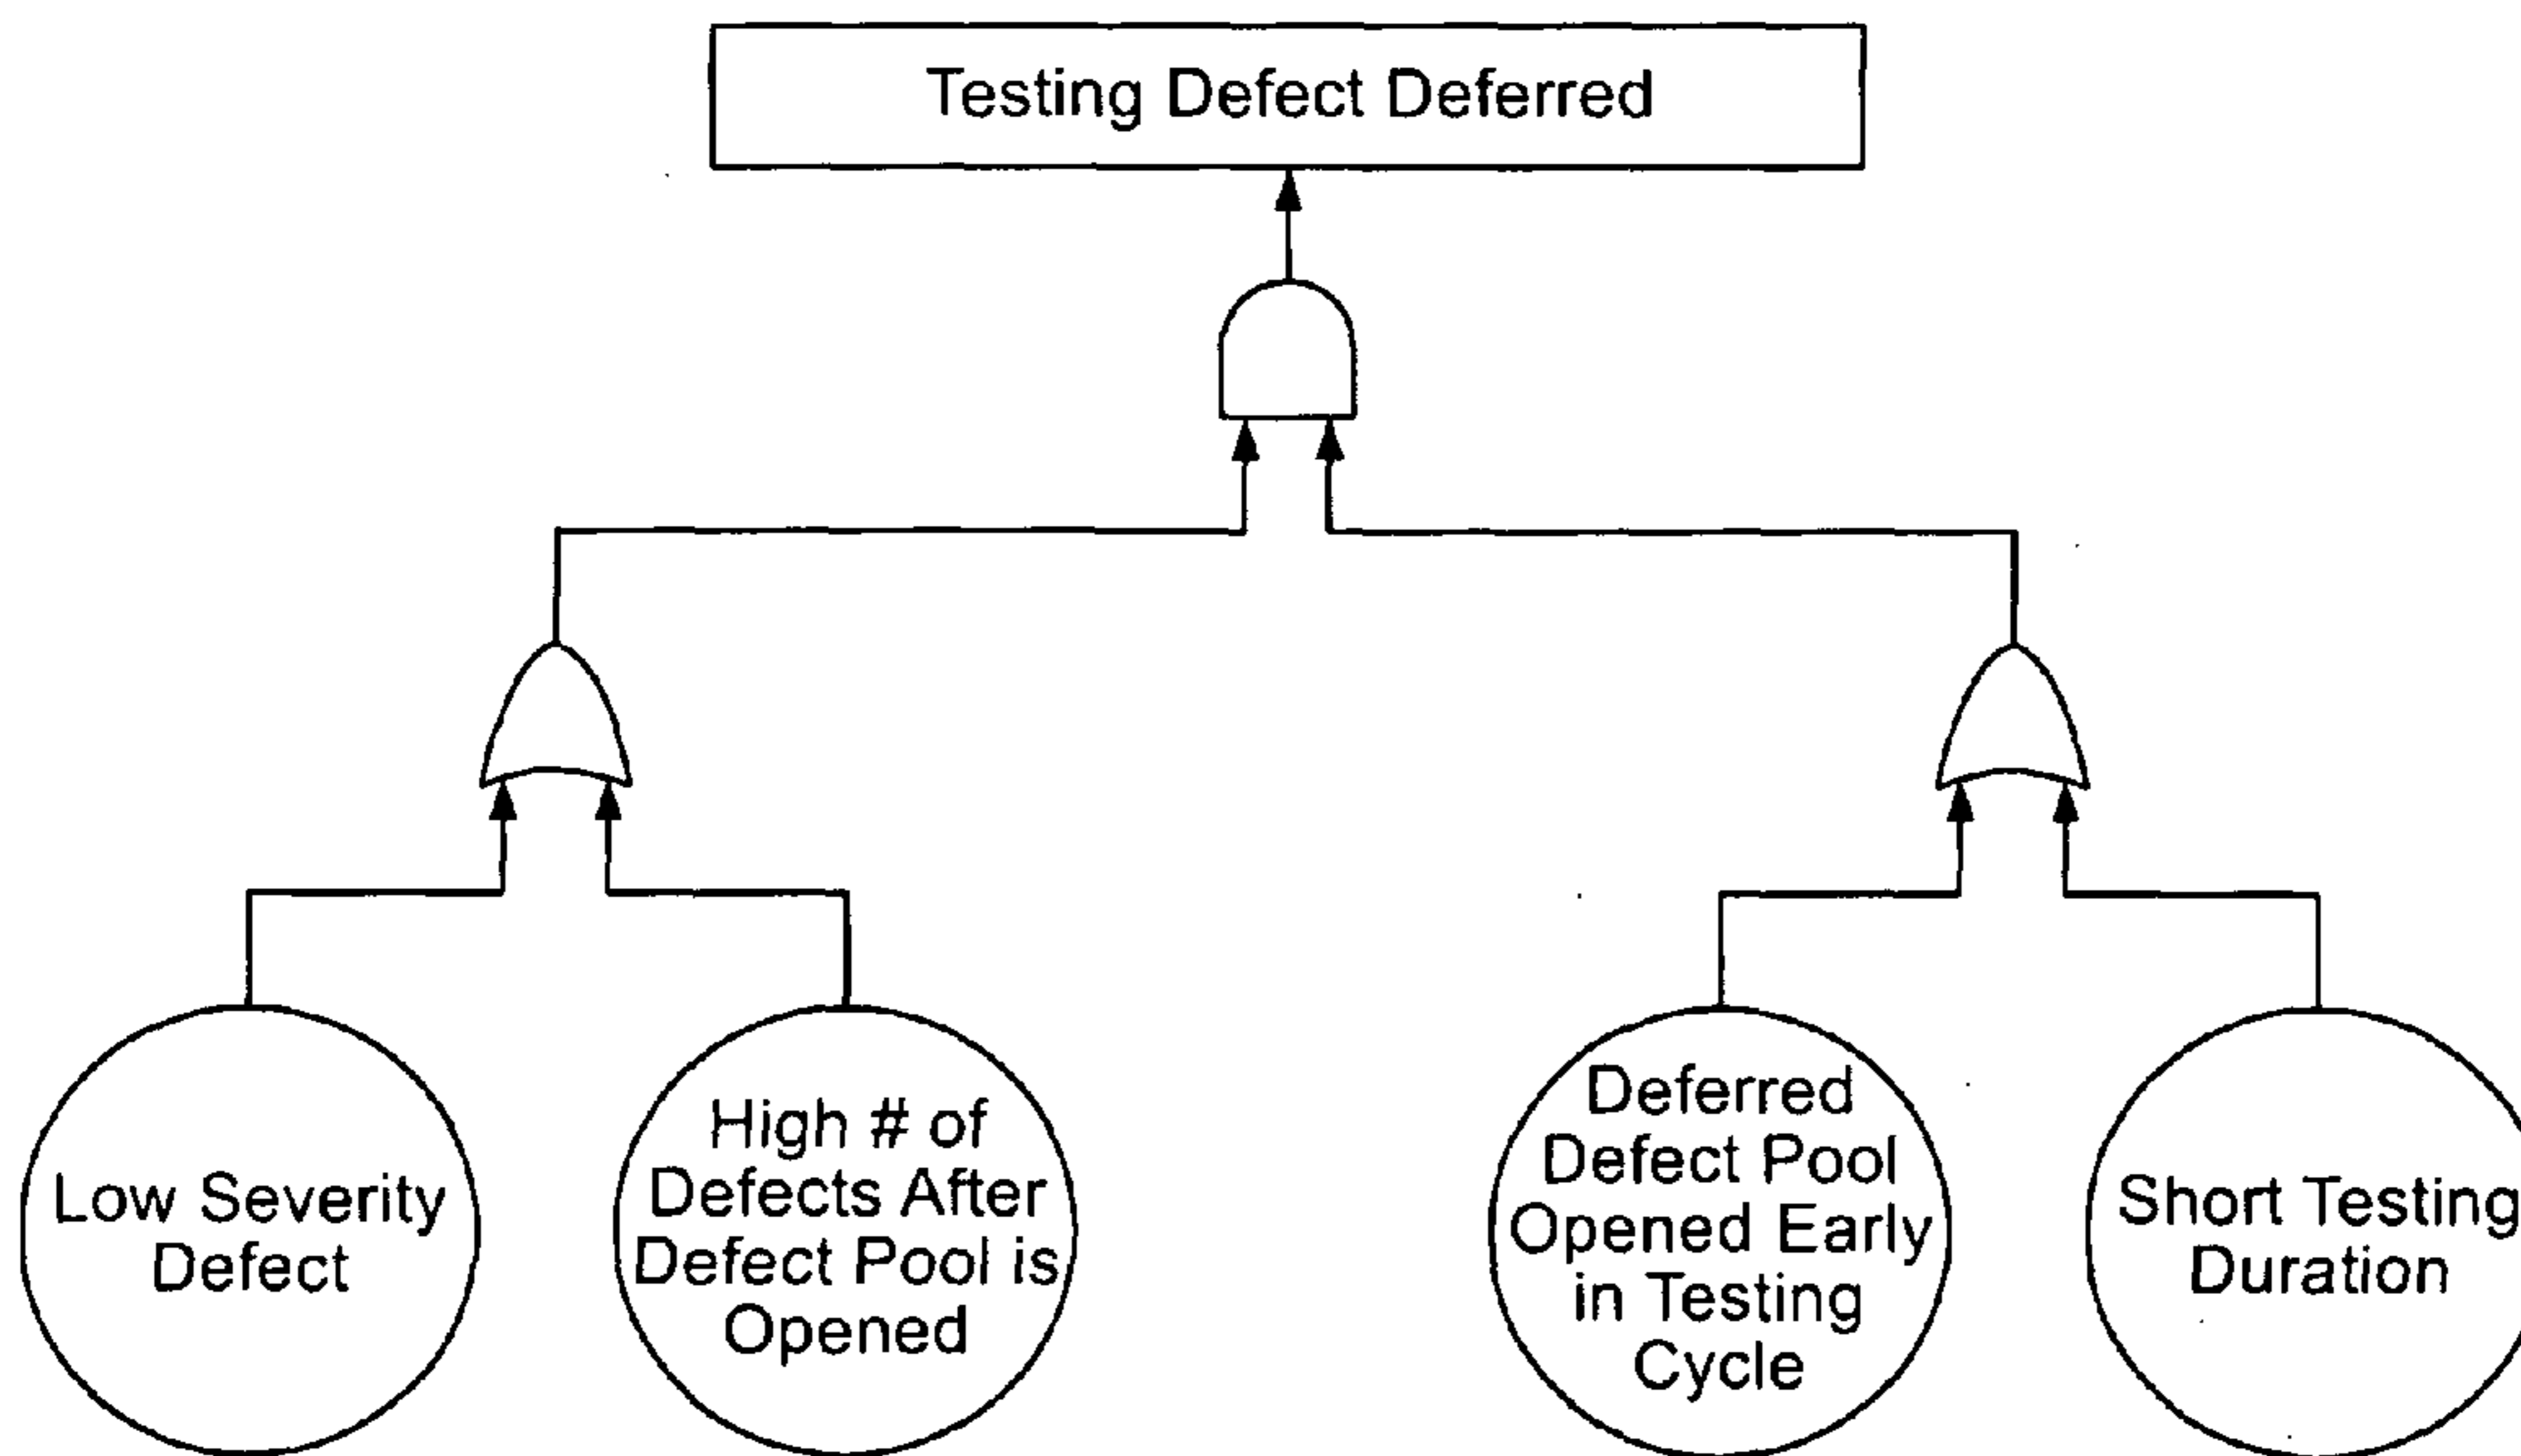 Testing Defect Deferred
Low Severity
Defect
High # of
Defects After
Defect Pool is
Opened
Deferred
Defect Pool
Opened Early
in Testing
Cycle
Short Testing
Duration